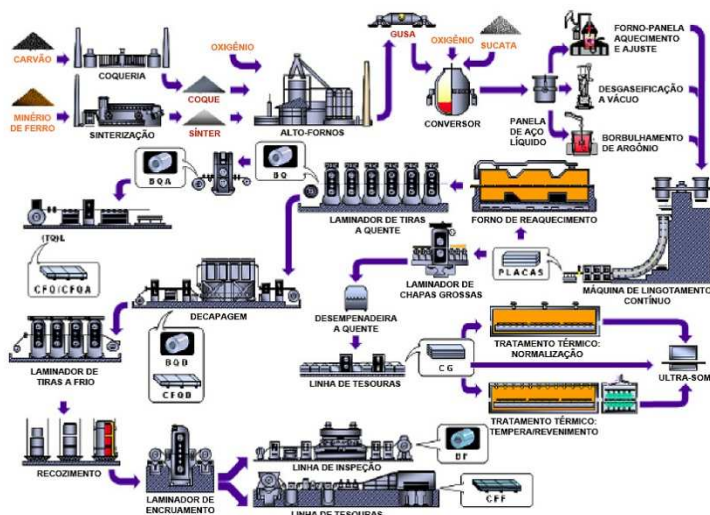 CARVÃO
COQUERIA
OXIGÊNIO
GUSA
OXIGÊNIO
SUCATA
FORNO-PANELA
AQUECIMENTO
E AJUSTE
MINÉRIO
DE FERRO
SINTERIZAÇÃO
COQUE
SÍNTER
ALTO-FORNOS
CONVERSOR
PANELA
DE AÇO
LÍQUIDO
DESGASEIFICAÇÃO
A VÁCUO
BORBULHAMENTO
DE ARGÔNIO
BQA
BQ
LAMINADOR DE TIRAS
A QUENTE
FORNO DE REAQUECIMENTO
CFQ/CFQA
LAMINADOR DE
CHAPAS GROSSAS
PLACAS
MÁQUINA DE LINGOTAMENTO
CONTÍNUO
DECAPAGEM
DESEMPENADEIRA
A QUENTE
TRATAMENTO TÉRMICO:
NORMALIZAÇÃO
LAMINADOR DE
TIRAS A FRIO
BQB
CFQB
LINHA DE TESOURAS
CG
ULTRA-SOM
TRATAMENTO TÉRMICO:
TEMPERA/REVENIMENTO
RECOZIMENTO
LAMINADOR DE
ENCRUAMENTO
LINHA DE INSPEÇÃO
BF
LINHA DE TESOURAS
CFF